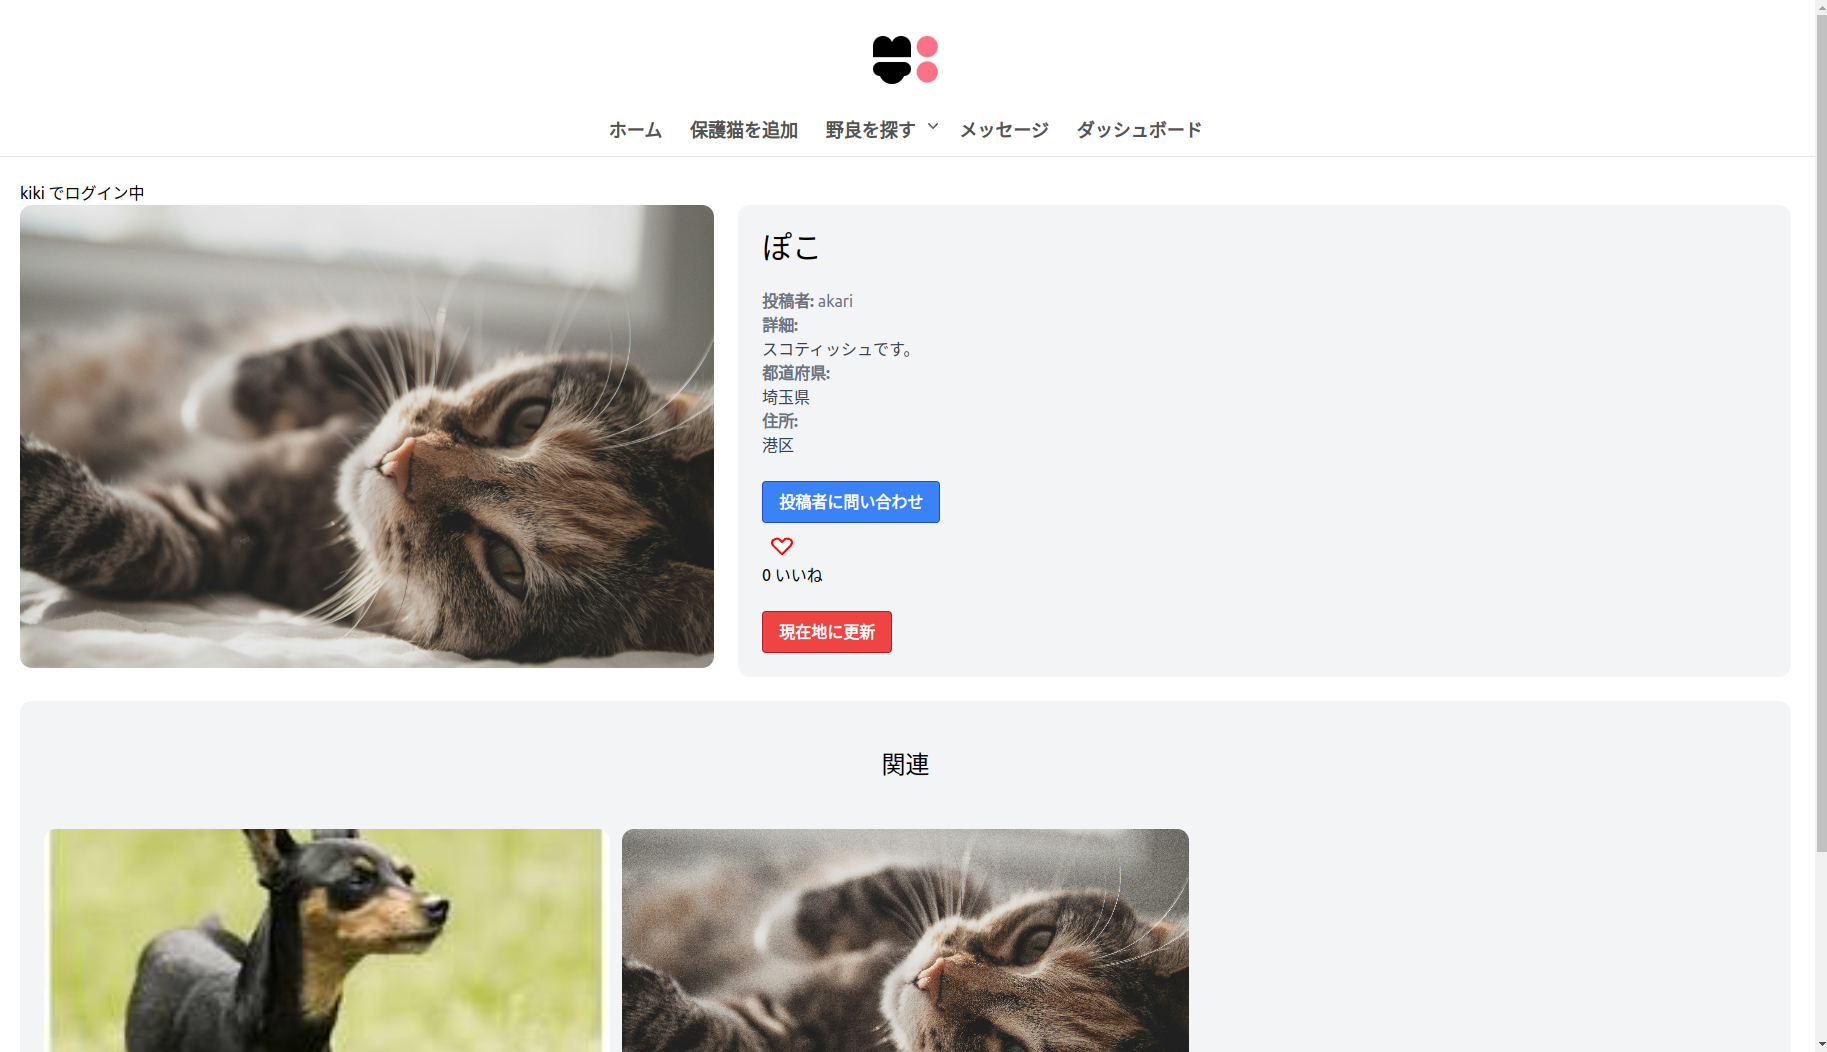 ホーム 保護猫を追加 野良を探す メッセージ ダッシュボード
kiki でログイン中
ぽこ
投稿者: akari
詳細:
スコティッシュです。
都道府県:
埼玉県
住所:
港区
投稿者に問い合わせ
0 いいね
現在地に更新
関連